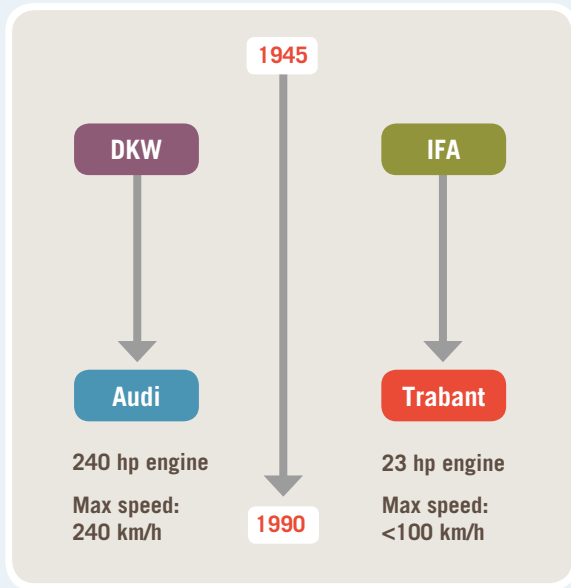 1945
DKW
IFA
Audi
Trabant
240 hp engine
23 hp engine
Max speed:
240 km/h
Max speed:
<100 km/h
1990